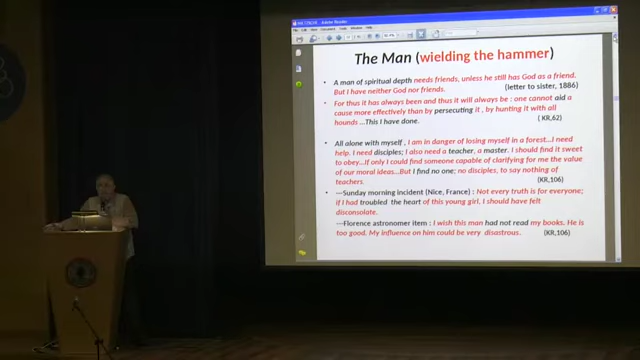 The Man (wielding the hammer)
• A man of spiritual depth needs friends, unless he still has God as a friend.
But I have neither God nor friends. (letter to sister, 1886)
• For thus it has always been and thus it will always be : one cannot aid a
cause more effectively than by persecuting it , by hunting it with all
hounds ...This I have done. ( KR,62)
All alone with myself, I am in danger of losing myself in a forest...I need
help. I need disciples; I also need a teacher, a master. I should find it sweet
to obey...If only I could find someone capable of clarifying for me the value
of our moral ideas...But I find no one; no disciples, to say nothing of
teachers. (KR,106)
• ---Sunday morning incident (Nice, France) : Not every truth is for everyone;
if I had troubled the heart of this young girl, I should have felt
disconsolate.
---Florence astronomer item : I wish this man had not read my books. He is
too good. My influence on him could be very disastrous. (KR,106)